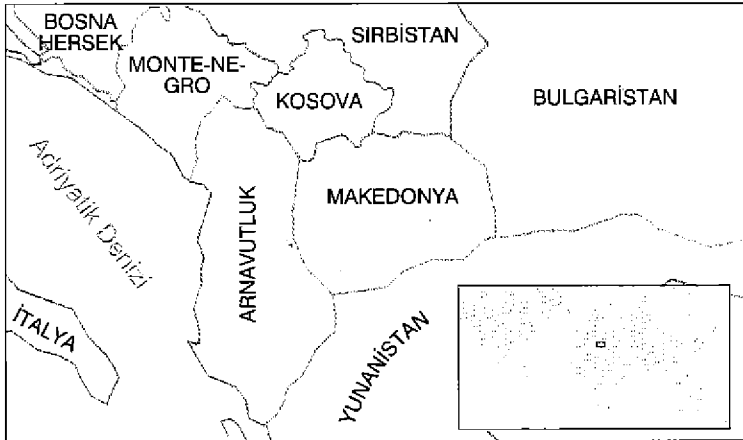 BOSNA
HERSEK
MONTE-NE-
GRO
SIRBİSTAN
KOSOVA
BULGARİSTAN
Adriyatik Denizi
ARNAVUTLUK
MAKEDONYA
İTALYA
YUNANİSTAN